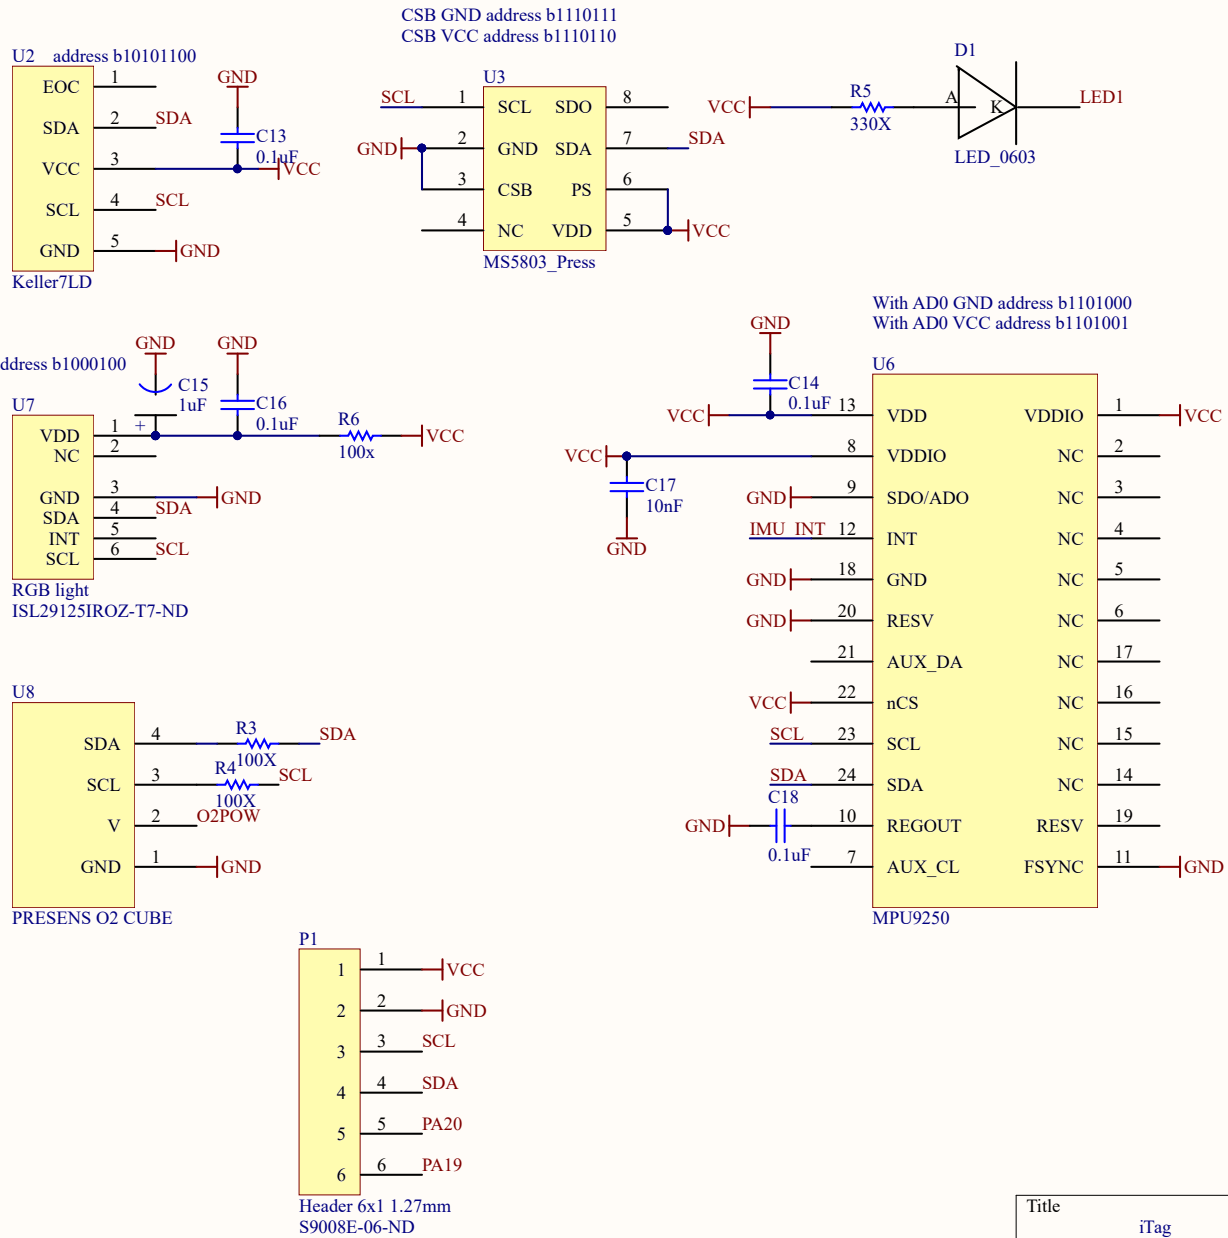 CSB GND address b1110111
CSB VCC address b1110110
U2 address b10101100
EOC 1
SDA 2 SDA
VCC 3 VCC
SCL 4 SCL
GND 5 GND
Keller7LD
GND
C13
0.1uF
U3
SCL 1 SCL SDO 8
GND 2 GND SDA 7 SDA
3 CSB PS 6
4 NC VDD 5 VCC
MS5803_Press
D1
VCC R5 A K LED1
330X
LED_0603
ddress b1000100
GND GND
C15
1uF
+
C16
0.1uF
R6
100x
VCC
U7
VDD 1
NC 2
GND 3 GND
SDA 4 SDA
INT 5
SCL 6 SCL
RGB light
ISL29125IROZ-T7-ND
With AD0 GND address b1101000
With AD0 VCC address b1101001
GND
C14
0.1uF
U6
VCC 13 VDD VDDIO 1 VCC
VCC 8 VDDIO NC 2
C17
10nF
GND
GND 9 SDO/ADO NC 3
IMU_INT 12 INT NC 4
GND 18 GND NC 5
GND 20 RESV NC 6
21 AUX_DA NC 17
VCC 22 nCS NC 16
SCL 23 SCL NC 15
SDA 24 SDA NC 14
C18
GND 10 REGOUT RESV 19
0.1uF
7 AUX_CL FSYNC 11 GND
MPU9250
U8
SDA 4 R3 SDA
100X
SCL 3 R4 SCL
100X
V 2 O2POW
GND 1 GND
PRESENS O2 CUBE
P1
1 1 VCC
2 2 GND
3 3 SCL
4 4 SDA
5 5 PA20
6 6 PA19
Header 6x1 1.27mm
S9008E-06-ND
Title
iTag